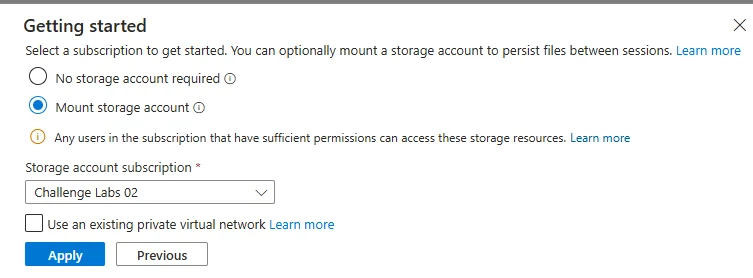 Getting started
Select a subscription to get started. You can optionally mount a storage account to persist files between sessions. Learn more
No storage account required
Mount storage account
Any users in the subscription that have sufficient permissions can access these storage resources. Learn more
Storage account subscription *
Challenge Labs 02
Use an existing private virtual network Learn more
Apply Previous